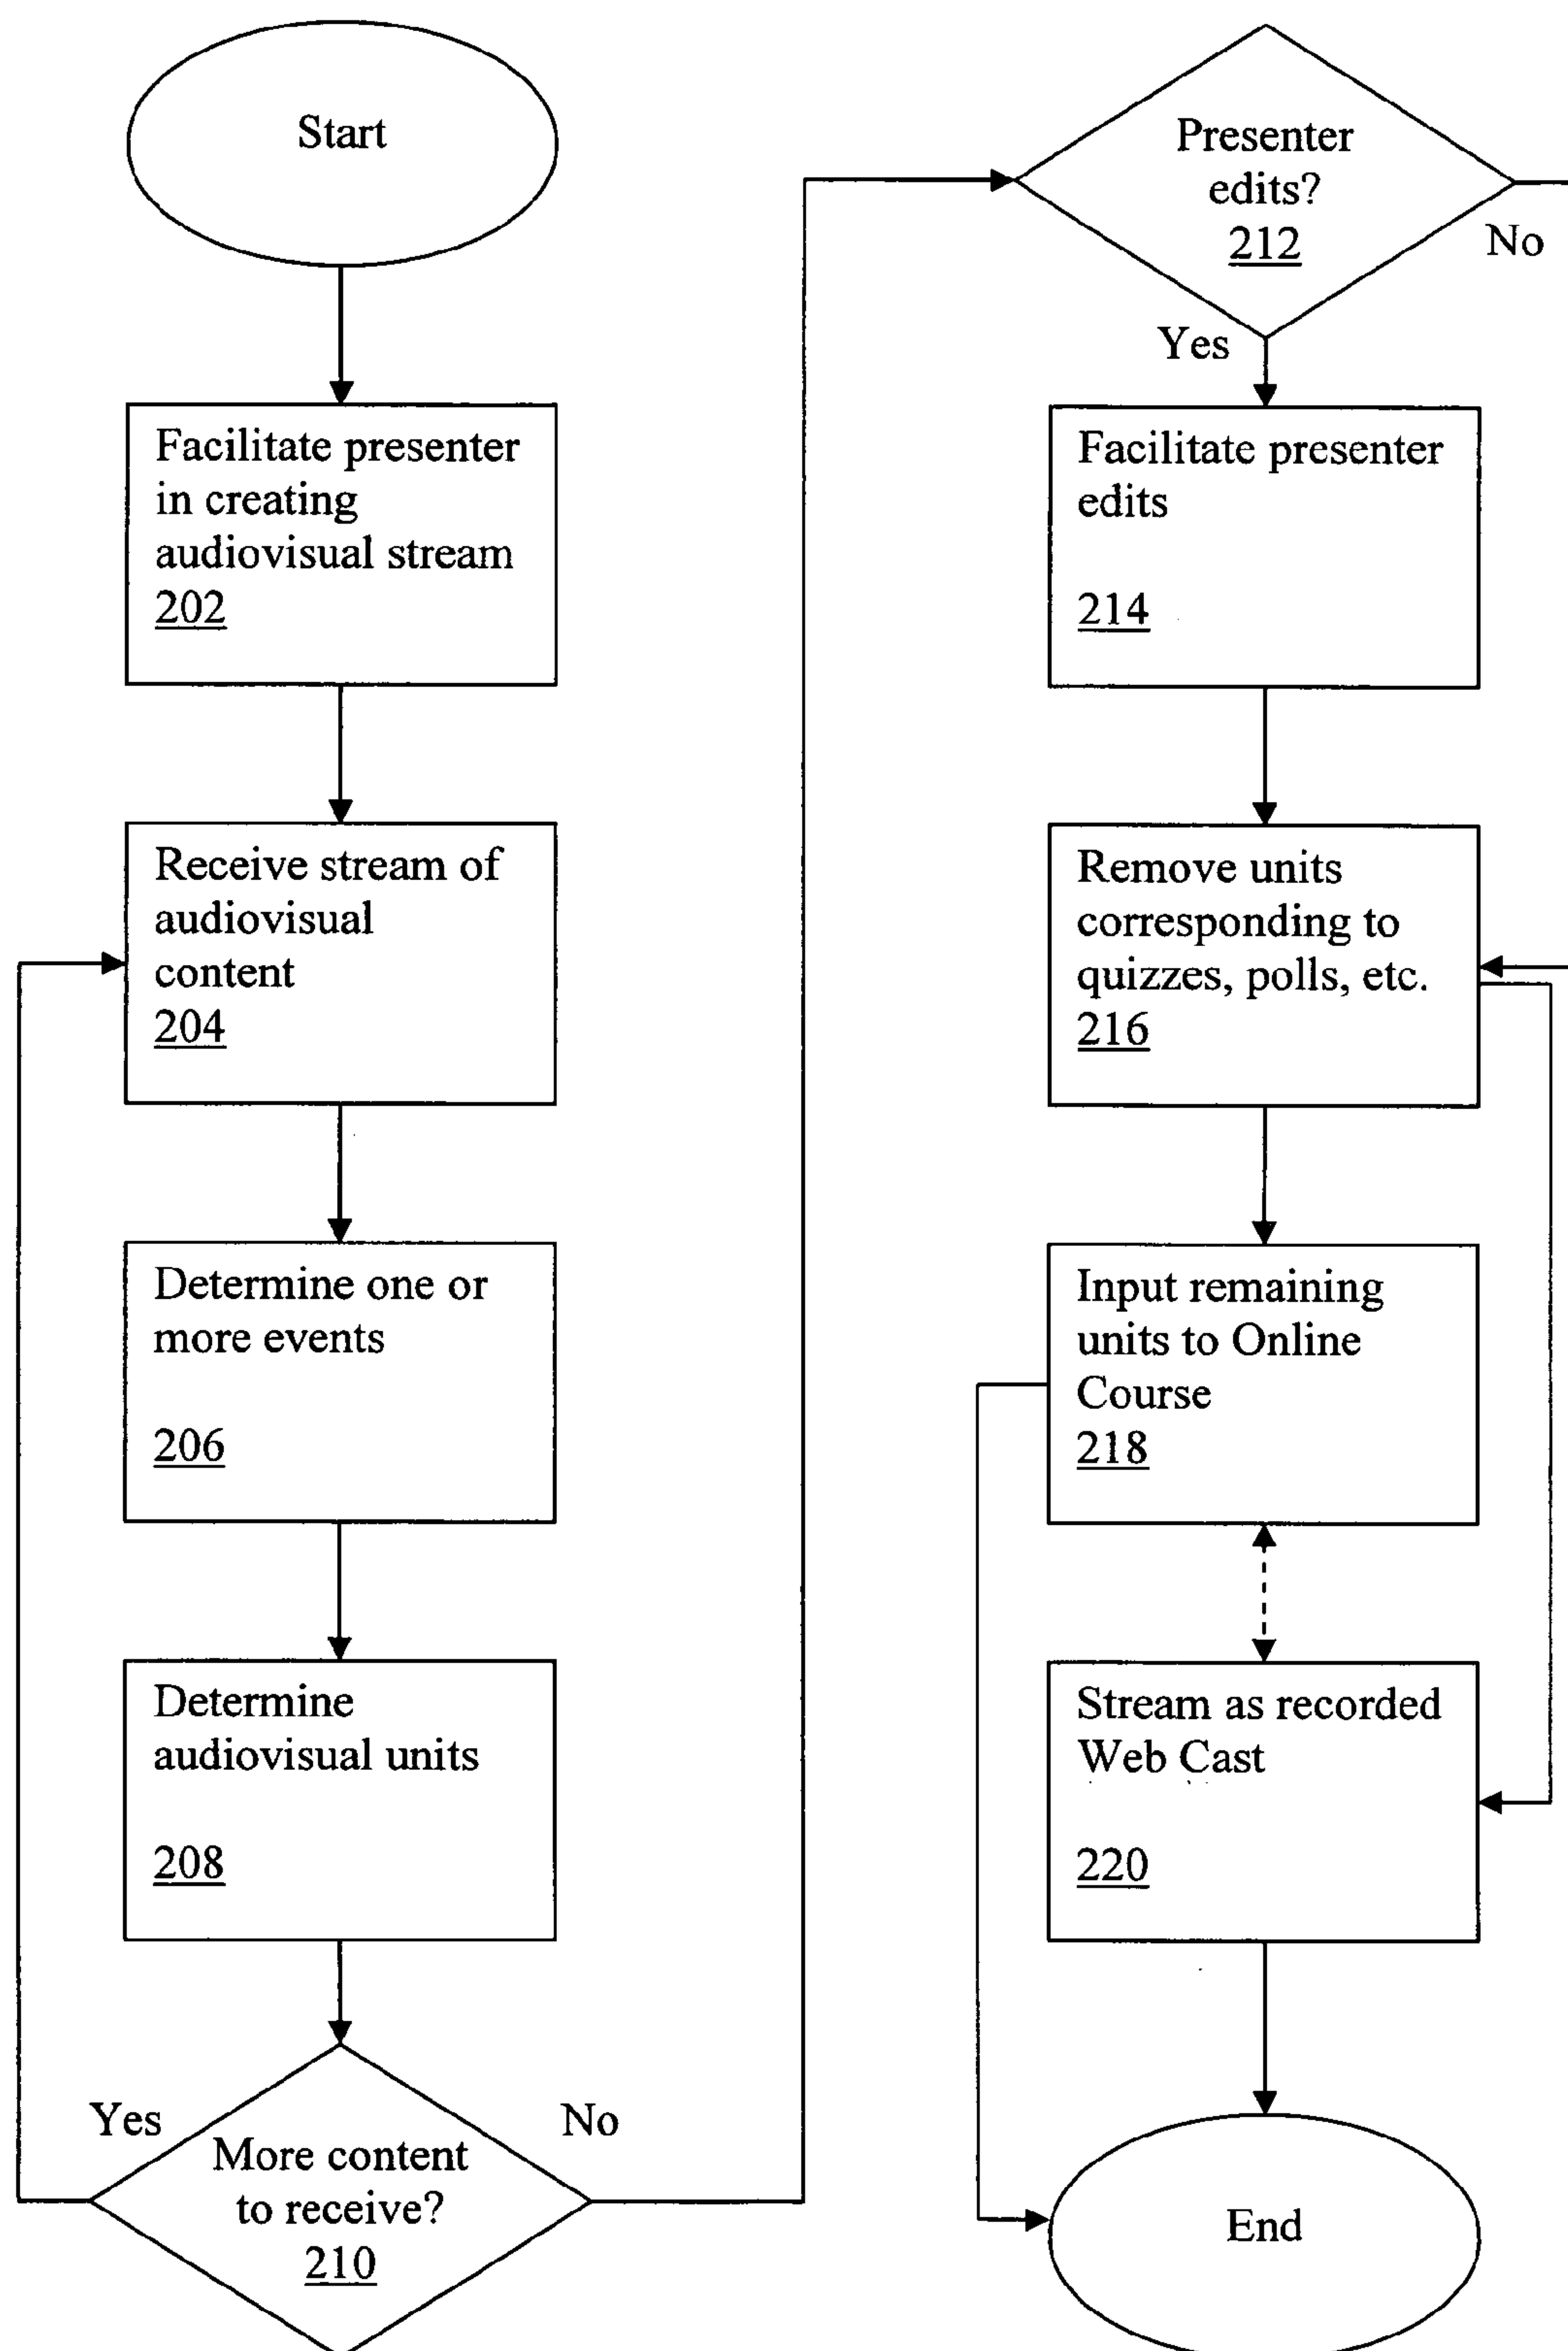 Start
Facilitate presenter
in creating
audiovisual stream
202
Receive stream of
audiovisual
content
204
Determine one or
more events
206
Determine
audiovisual units
208
Yes
No
More content
to receive?
210
Presenter
edits?
212
No
Yes
Facilitate presenter
edits
214
Remove units
corresponding to
quizzes, polls, etc.
216
Input remaining
units to Online
Course
218
Stream as recorded
Web Cast
220
End